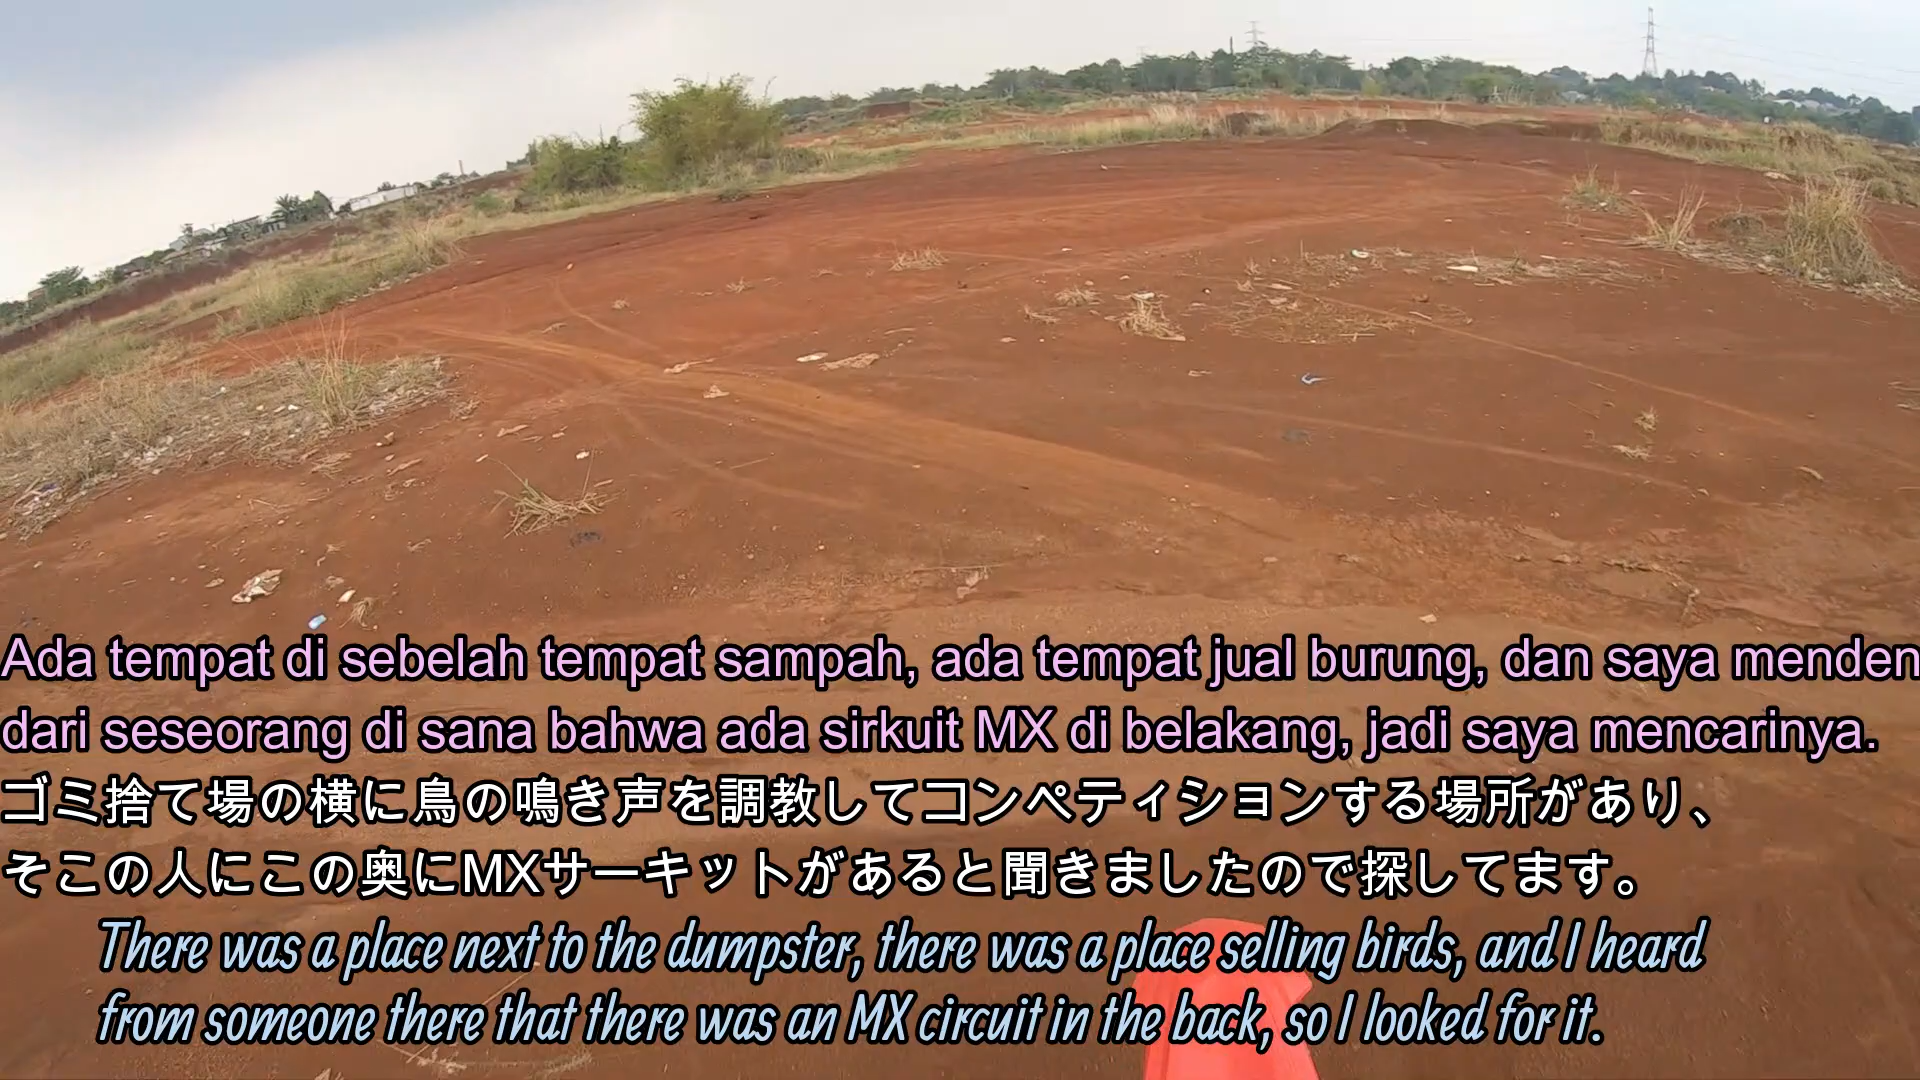 Ada tempat di sebelah tempat sampah, ada tempat jual burung, dan saya menden
dari seseorang di sana bahwa ada sirkuit MX di belakang, jadi saya mencarinya.
ゴミ捨て場の横に鳥の鳴き声を調教してコンペティションする場所があり、
そこの人にこの奥にMXサーキットがあると聞きましたので探してます。
There was a place next to the dumpster, there was a place selling birds, and I heard
from someone there that there was an MX circuit in the back, so I looked for it.